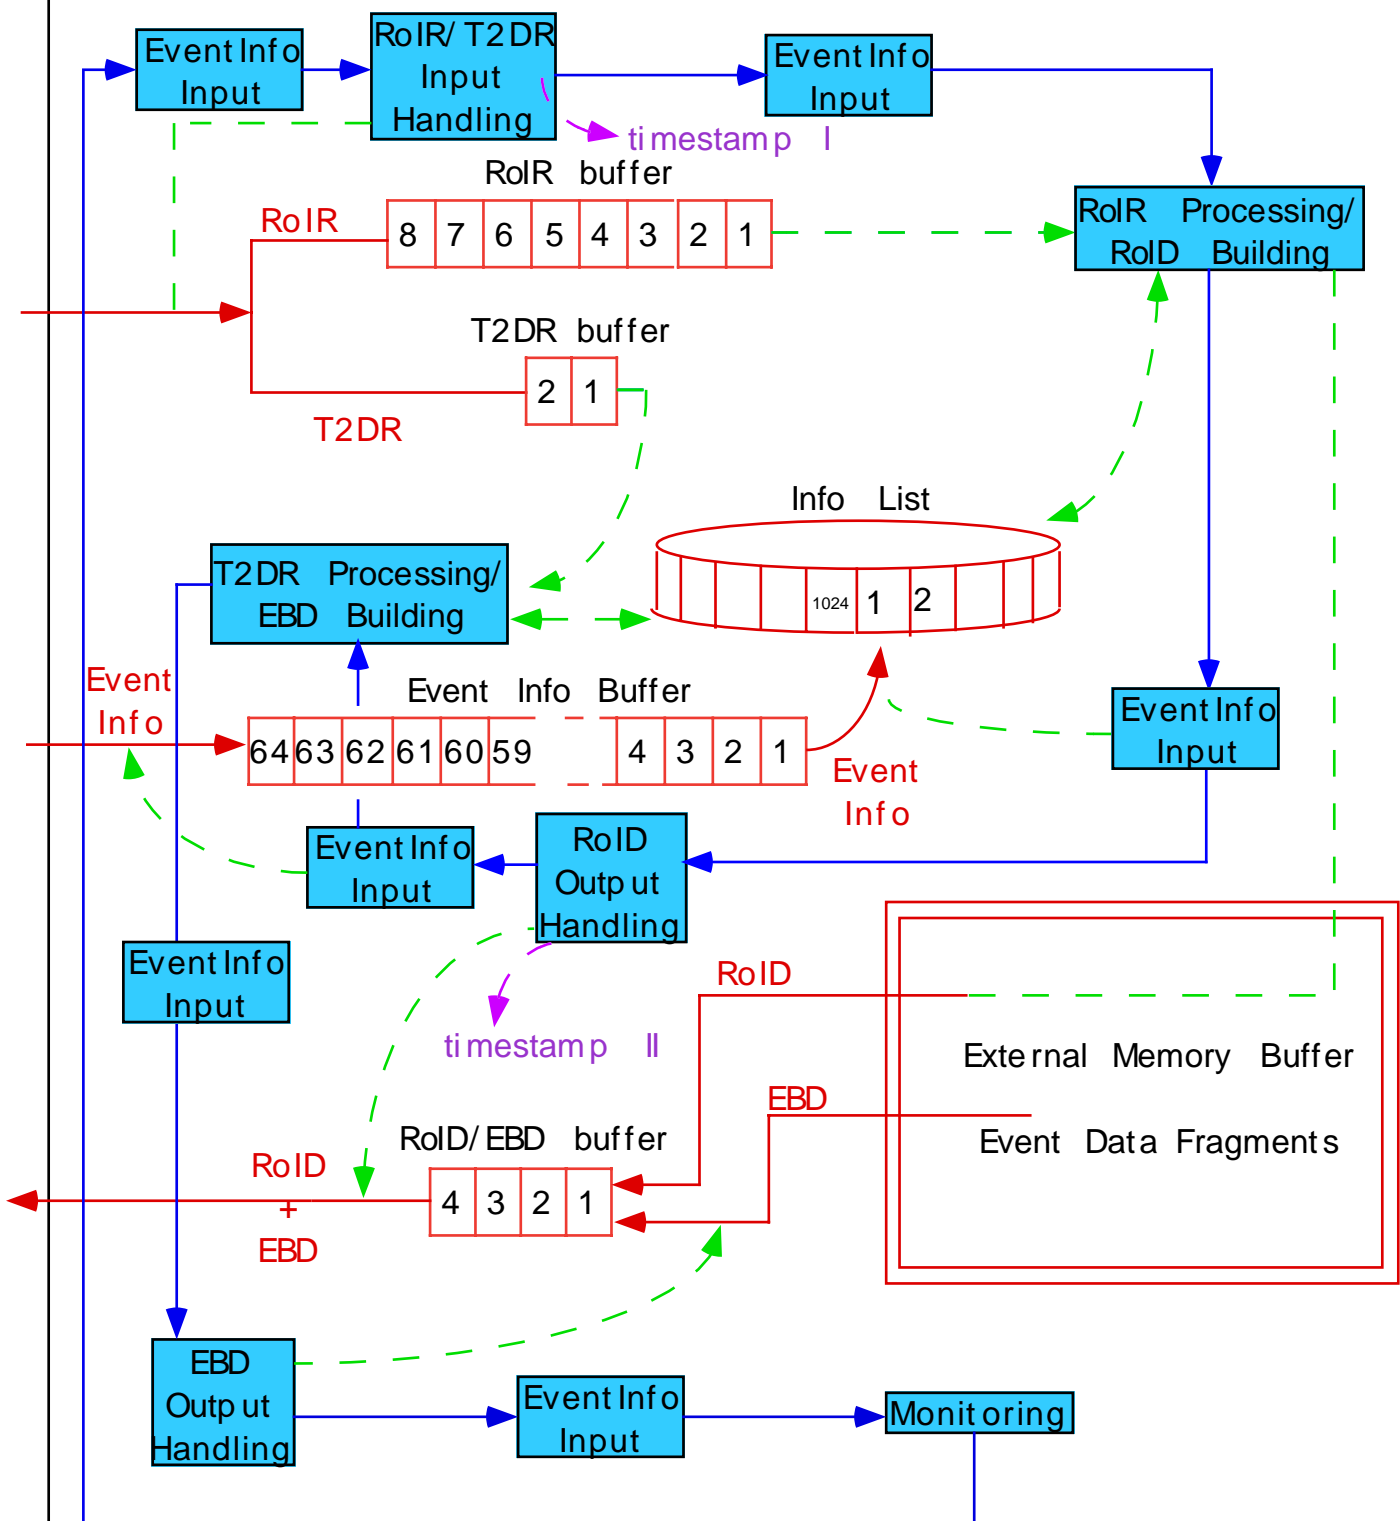 Event Info
Input
RoIR/ T2DR
Input
Handling
Event Info
Input
timestamp I
RoIR buffer
RoIR
8 7 6 5 4 3 2 1
RoIR Processing/
RoID Building
T2DR buffer
2 1
T2DR
Info List
1024 1 2
T2DR Processing/
EBD Building
Event
Info
Event Info Buffer
64 63 62 61 60 59 4 3 2 1
Event
Info
Event Info
Input
Event Info
Input
RoID
Output
Handling
Event Info
Input
timestamp II
RoID
External Memory Buffer
EBD
Event Data Fragments
RoID/ EBD buffer
4 3 2 1
RoID
+
EBD
EBD
Output
Handling
Event Info
Input
Monitoring